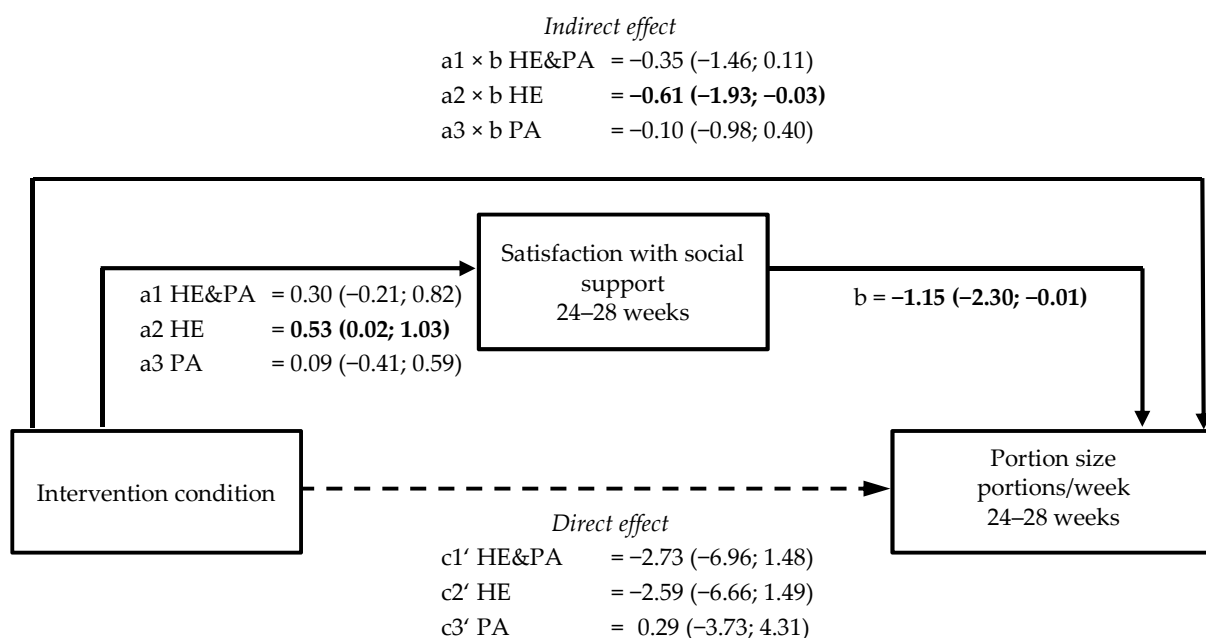 Indirect effect
a1 × b HE&PA = −0.35 (−1.46; 0.11)
a2 × b HE = −0.61 (−1.93; −0.03)
a3 × b PA = −0.10 (−0.98; 0.40)
Satisfaction with social
support
24–28 weeks
a1 HE&PA = 0.30 (−0.21; 0.82)
a2 HE = 0.53 (0.02; 1.03)
a3 PA = 0.09 (−0.41; 0.59)
b = −1.15 (−2.30; −0.01)
Intervention condition
Portion size
portions/week
24–28 weeks
Direct effect
c1‘ HE&PA = −2.73 (−6.96; 1.48)
c2‘ HE = −2.59 (−6.66; 1.49)
c3‘ PA = 0.29 (−3.73; 4.31)